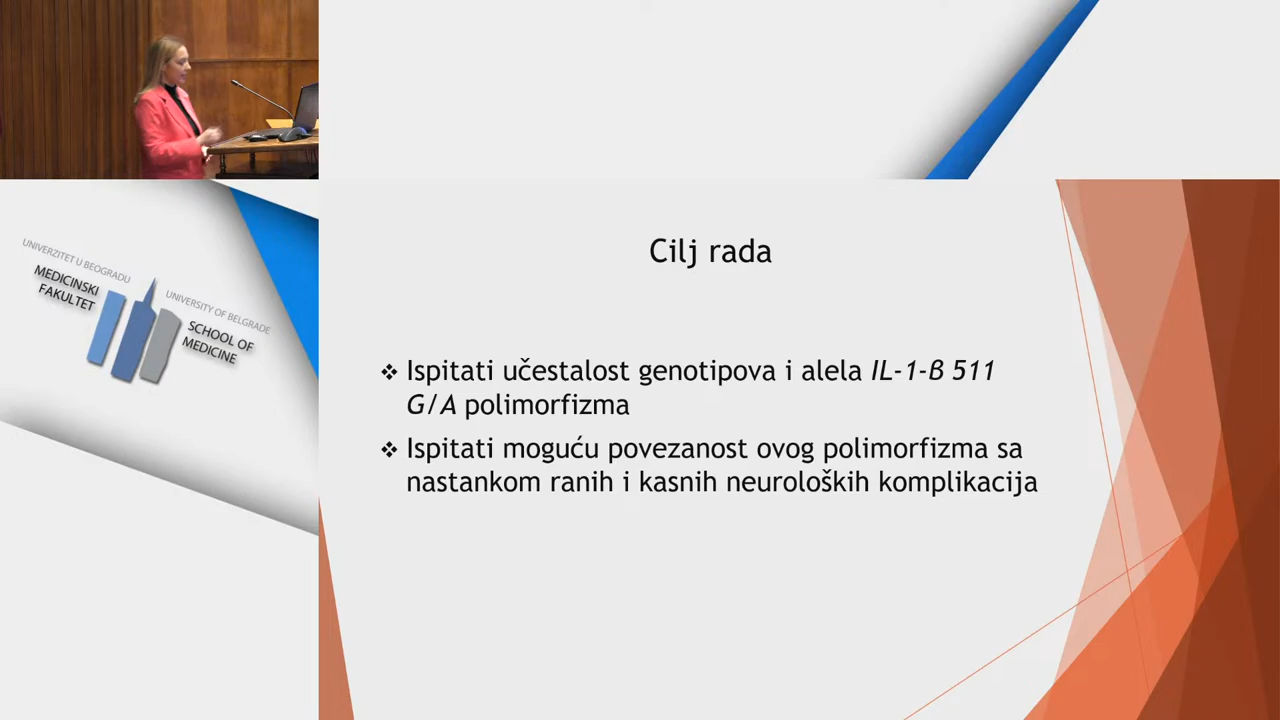 UNIVERZITET U BEOGRADU
MEDICINSKI
FAKULTET
UNIVERSITY OF BELGRADE
SCHOOL OF
MEDICINE
Cilj rada
❖ Ispitati učestalost genotipova i alela IL-1-β 511
G/A polimorfizma
❖ Ispitati moguću povezanost ovog polimorfizma sa
nastankom ranih i kasnih neuroloških komplikacija